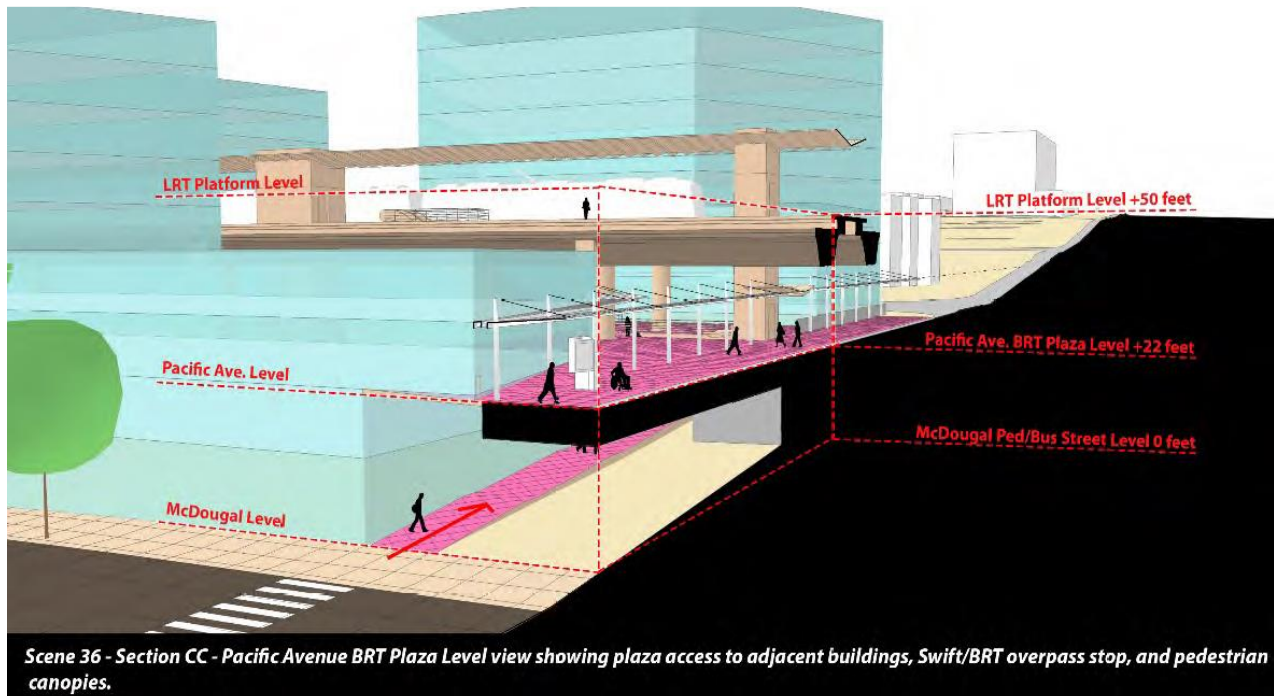 LRT Platform Level
LRT Platform Level +50 feet
Pacific Ave. BRT Plaza Level +22 feet
Pacific Ave. Level
McDougal Ped/Bus Street Level 0 feet
McDougal Level
Scene 36 - Section CC - Pacific Avenue BRT Plaza Level view showing plaza access to adjacent buildings, Swift/BRT overpass stop, and pedestrian
canopies.